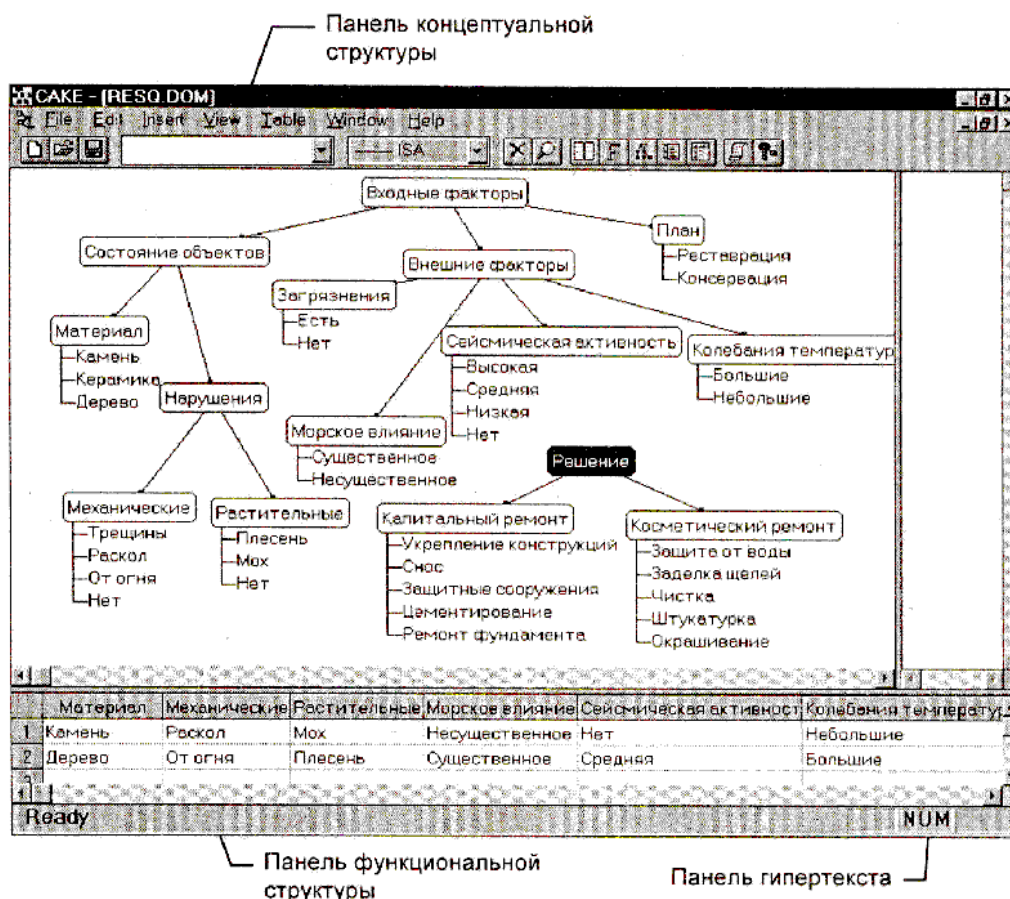 Панель концептуальной
структуры
CAKE - [RESQ.DOM]
File Edit Insert View Table Window Help
ISA
Входные факторы
План
Реставрация
Консервация
Состояние объектов
Внешние факторы
Загрязнения
Есть
Нет
Материал
Камень
Керамика
Дерево
Сейсмическая активность
Высокая
Средняя
Низкая
Нет
Колебания температур
Большие
Небольшие
Нарушения
Морское влияние
Существенное
Несущественное
Решение
Механические
Трещины
Раскол
От огня
Нет
Растительные
Плесень
Мох
Нет
Капитальный ремонт
Укрепление конструкций
Снос
Защитные сооружения
Цементирование
Ремонт фундамента
Косметический ремонт
Защита от воды
Заделка щелей
Чистка
Штукатурка
Окрашивание
Материал Механические Растительные Морское влияние Сейсмическая активност Колебания температур
1 Камень Раскол Мох Несущественное Нет Небольшие
2 Дерево От огня Плесень Существенное Средняя Большие
Ready NUM
Панель функциональной
структуры
Панель гипертекста